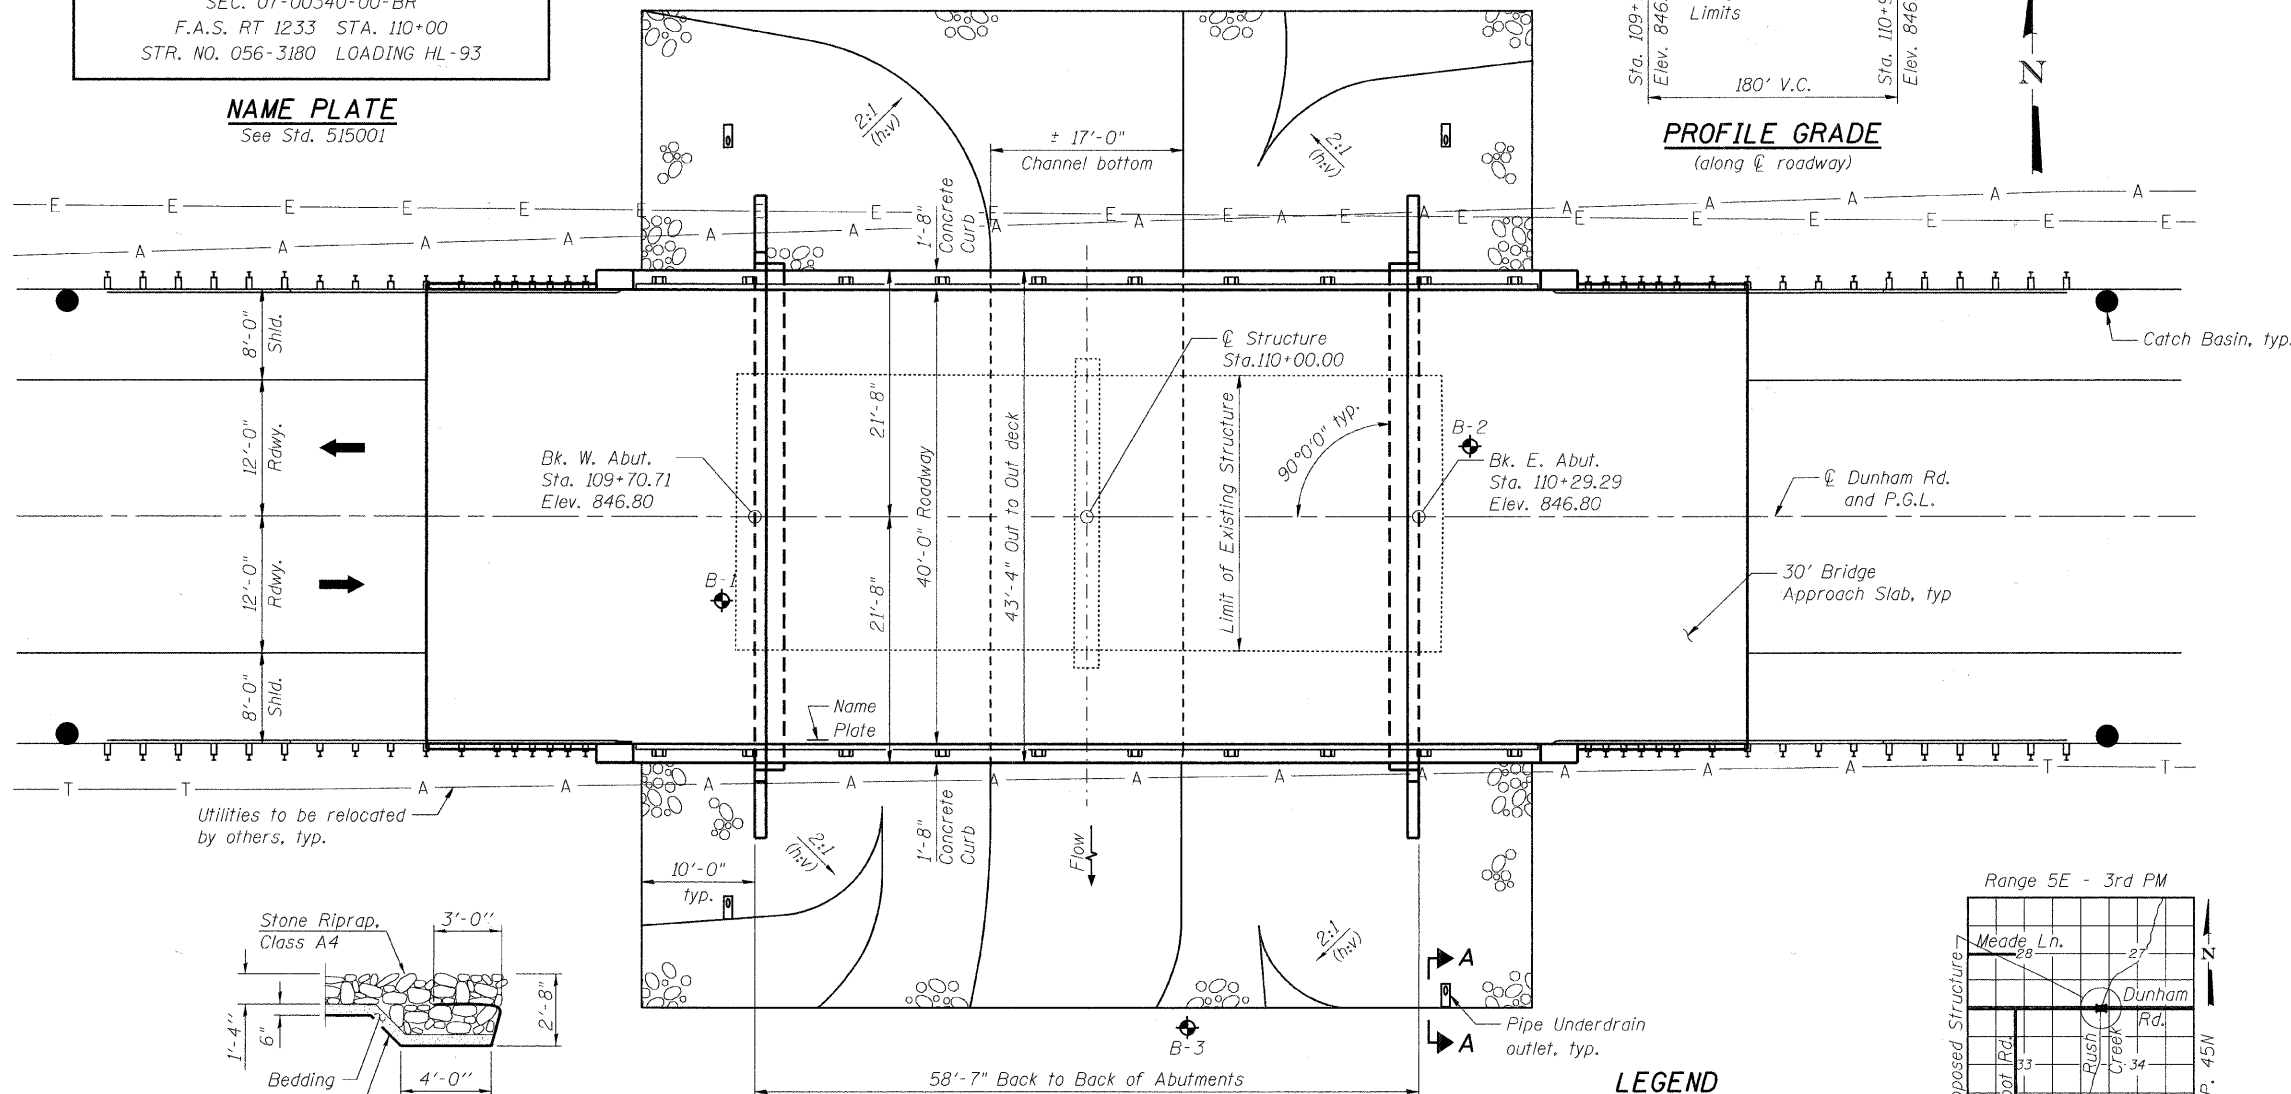 SEC. 07-00340-00-BR
F.A.S. RT 1233 STA. 110+00
STR. NO. 056-3180 LOADING HL-93
NAME PLATE
See Std. 515001
Limits
Sta. 109+
Elev. 846.
Sta. 110+
Elev. 846
180' V.C.
PROFILE GRADE
(along ℄ roadway)
N
2:1
(h:v)
± 17'-0"
Channel bottom
2:1
(h:v)
E E E E E E E E E E E E E E E E E E
A A A A A A A A A A A A A A A
1'-8"
Concrete
Curb
8'-0"
Shld.
12'-0"
Rdwy.
12'-0"
Rdwy.
8'-0"
Shld.
Catch Basin, typ.
℄ Structure
Sta.110+00.00
21'-8"
21'-8"
40'-0" Roadway
43'-4" Out to Out deck
Limit of Existing Structure
90°0'0" typ.
B-2
Bk. W. Abut.
Sta. 109+70.71
Elev. 846.80
Bk. E. Abut.
Sta. 110+29.29
Elev. 846.80
℄ Dunham Rd.
and P.G.L.
B-1
30' Bridge
Approach Slab, typ
Name
Plate
T T A A A A A A A A A A A T T
Utilities to be relocated
by others, typ.
1'-8"
Concrete
Curb
2:1
(h:v)
Flow
10'-0"
typ.
2:1
(h:v)
A
A
Pipe Underdrain
outlet, typ.
B-3
58'-7" Back to Back of Abutments
Stone Riprap,
Class A4
3'-0"
1'-4"
6"
2'-8"
Bedding
4'-0"
LEGEND
Range 5E - 3rd PM
Meade Ln.
28
27
N
Dunham
Rd.
Rush
Creek
33
34
Structure
Rd.
P. 45N